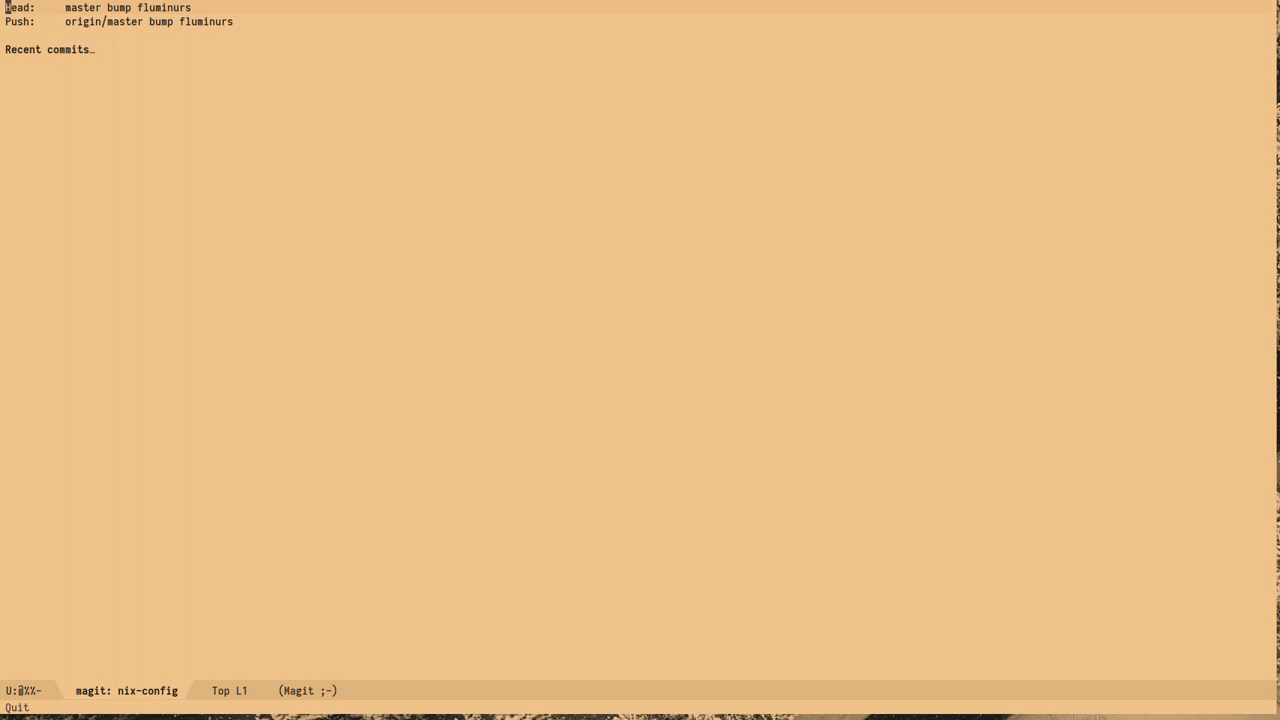 Head:     master bump fluminurs
Push:     origin/master bump fluminurs
Recent commits…
U:@%%-   magit: nix-config   Top L1   (Magit ;-)
Quit